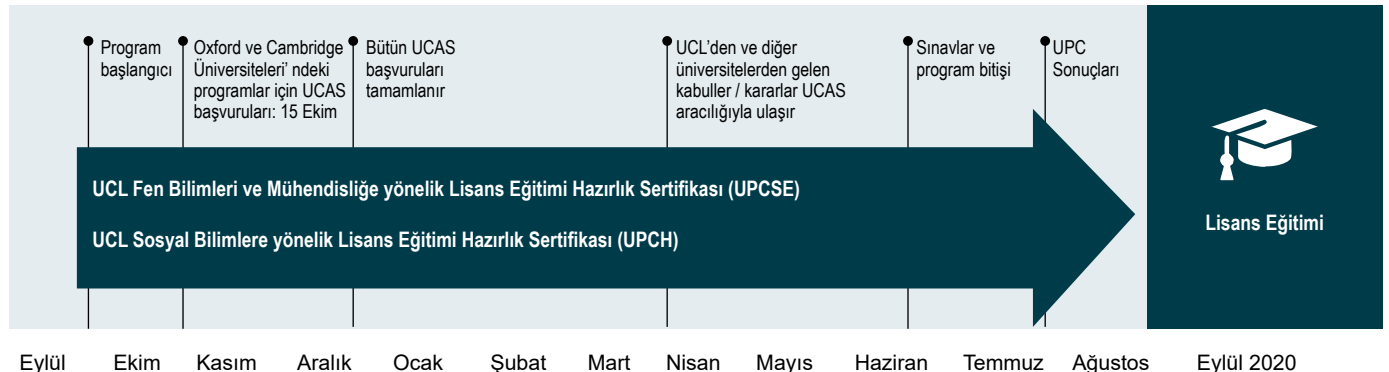 Program
başlangıcı
Oxford ve Cambridge
Üniversiteleri’ ndeki
programlar için UCAS
başvuruları: 15 Ekim
Bütün UCAS
başvuruları
tamamlanır
UCL’den ve diğer
üniversitelerden gelen
kabuller / kararlar UCAS
aracılığıyla ulaşır
Sınavlar ve
program bitişi
UPC
Sonuçları
UCL Fen Bilimleri ve Mühendisliğe yönelik Lisans Eğitimi Hazırlık Sertifikası (UPCSE)
UCL Sosyal Bilimlere yönelik Lisans Eğitimi Hazırlık Sertifikası (UPCH)
Lisans Eğitimi
Eylül Ekim Kasım Aralık Ocak Şubat Mart Nisan Mayıs Haziran Temmuz Ağustos Eylül 2020